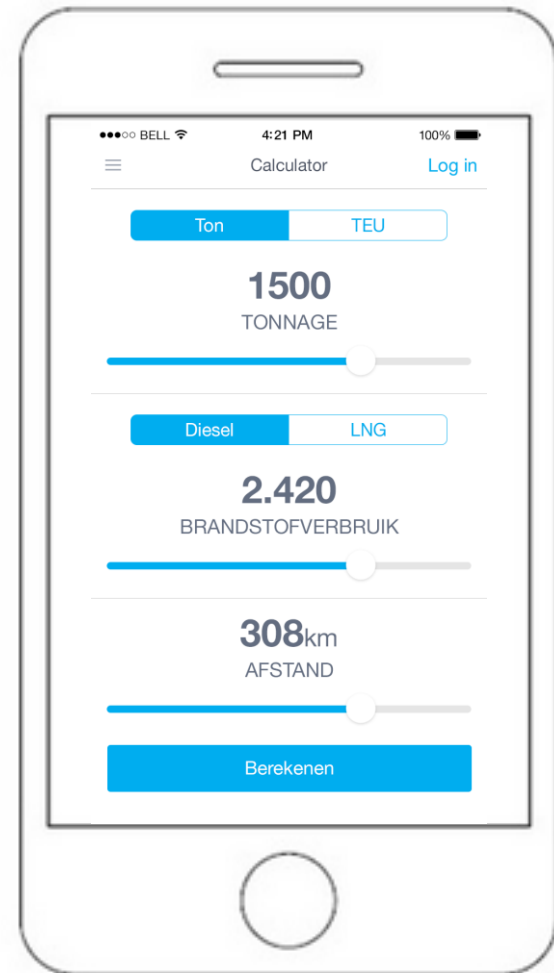 BELL 4:21 PM 100%
Calculator Log in
Ton TEU
1500
TONNAGE
Diesel LNG
2.420
BRANDSTOFVERBRUIK
308km
AFSTAND
Berekenen